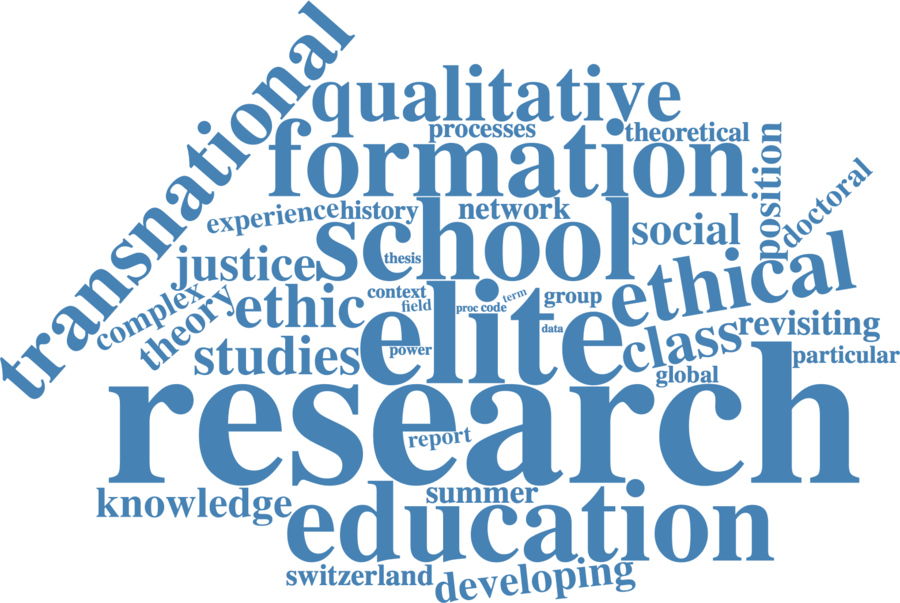 transnational
qualitative
processes
theoretical
formation
position
doctoral
experience
history
network
school
social
justice
thesis
ethical
complex
theory
ethic
context
field
proc code
term
group
elite
data
class
revisiting
studies
power
particular
global
research
report
knowledge
summer
education
switzerland
developing